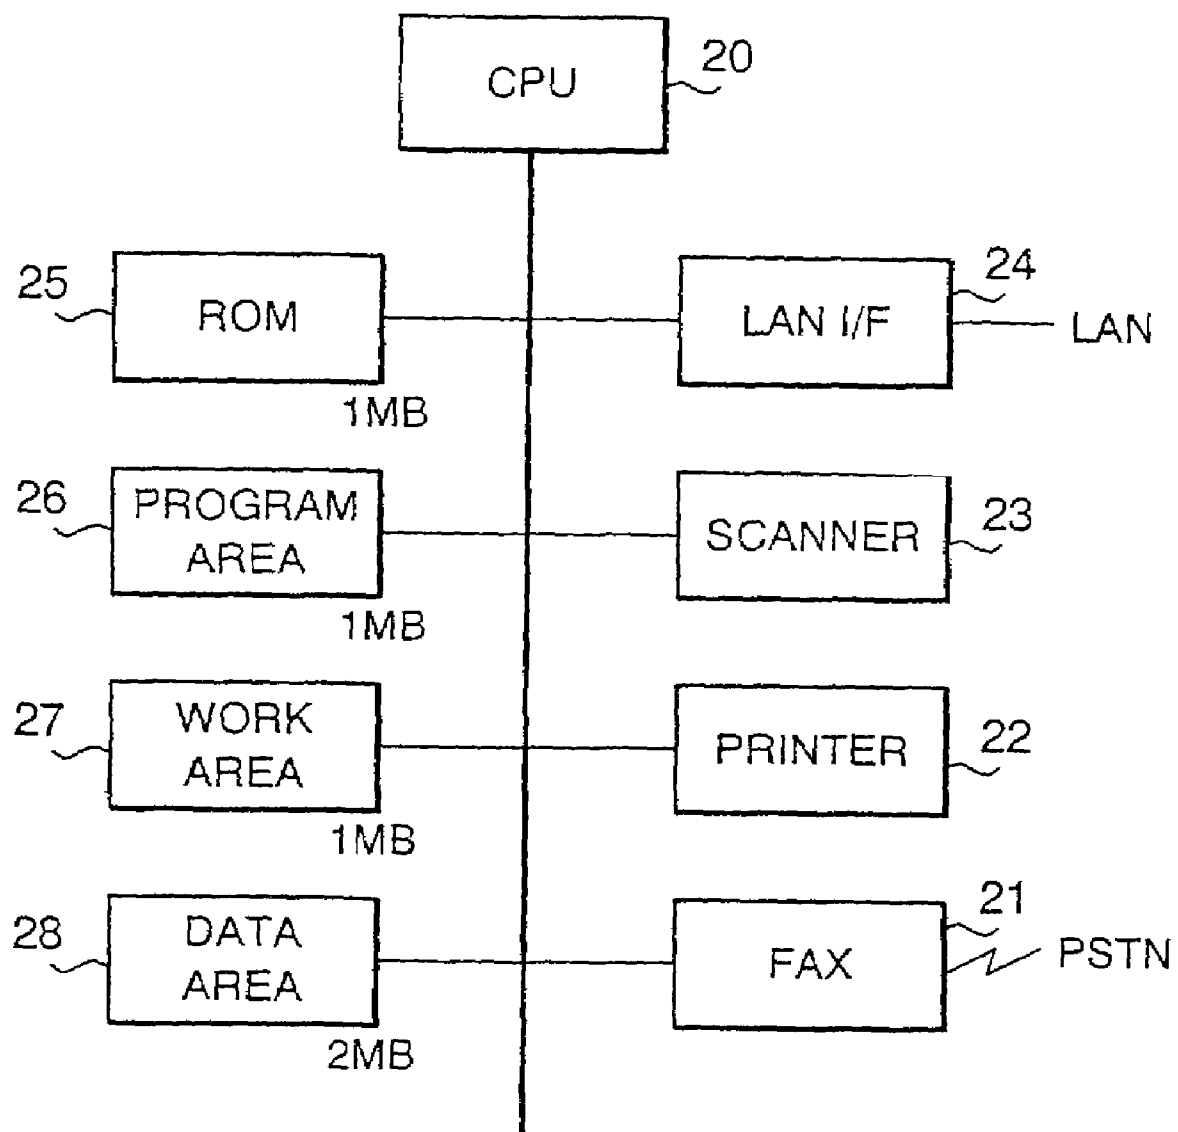 CPU
20
25
ROM
1MB
LAN I/F
24
LAN
26
PROGRAM
AREA
1MB
SCANNER
23
27
WORK
AREA
1MB
PRINTER
22
28
DATA
AREA
2MB
FAX
21
PSTN